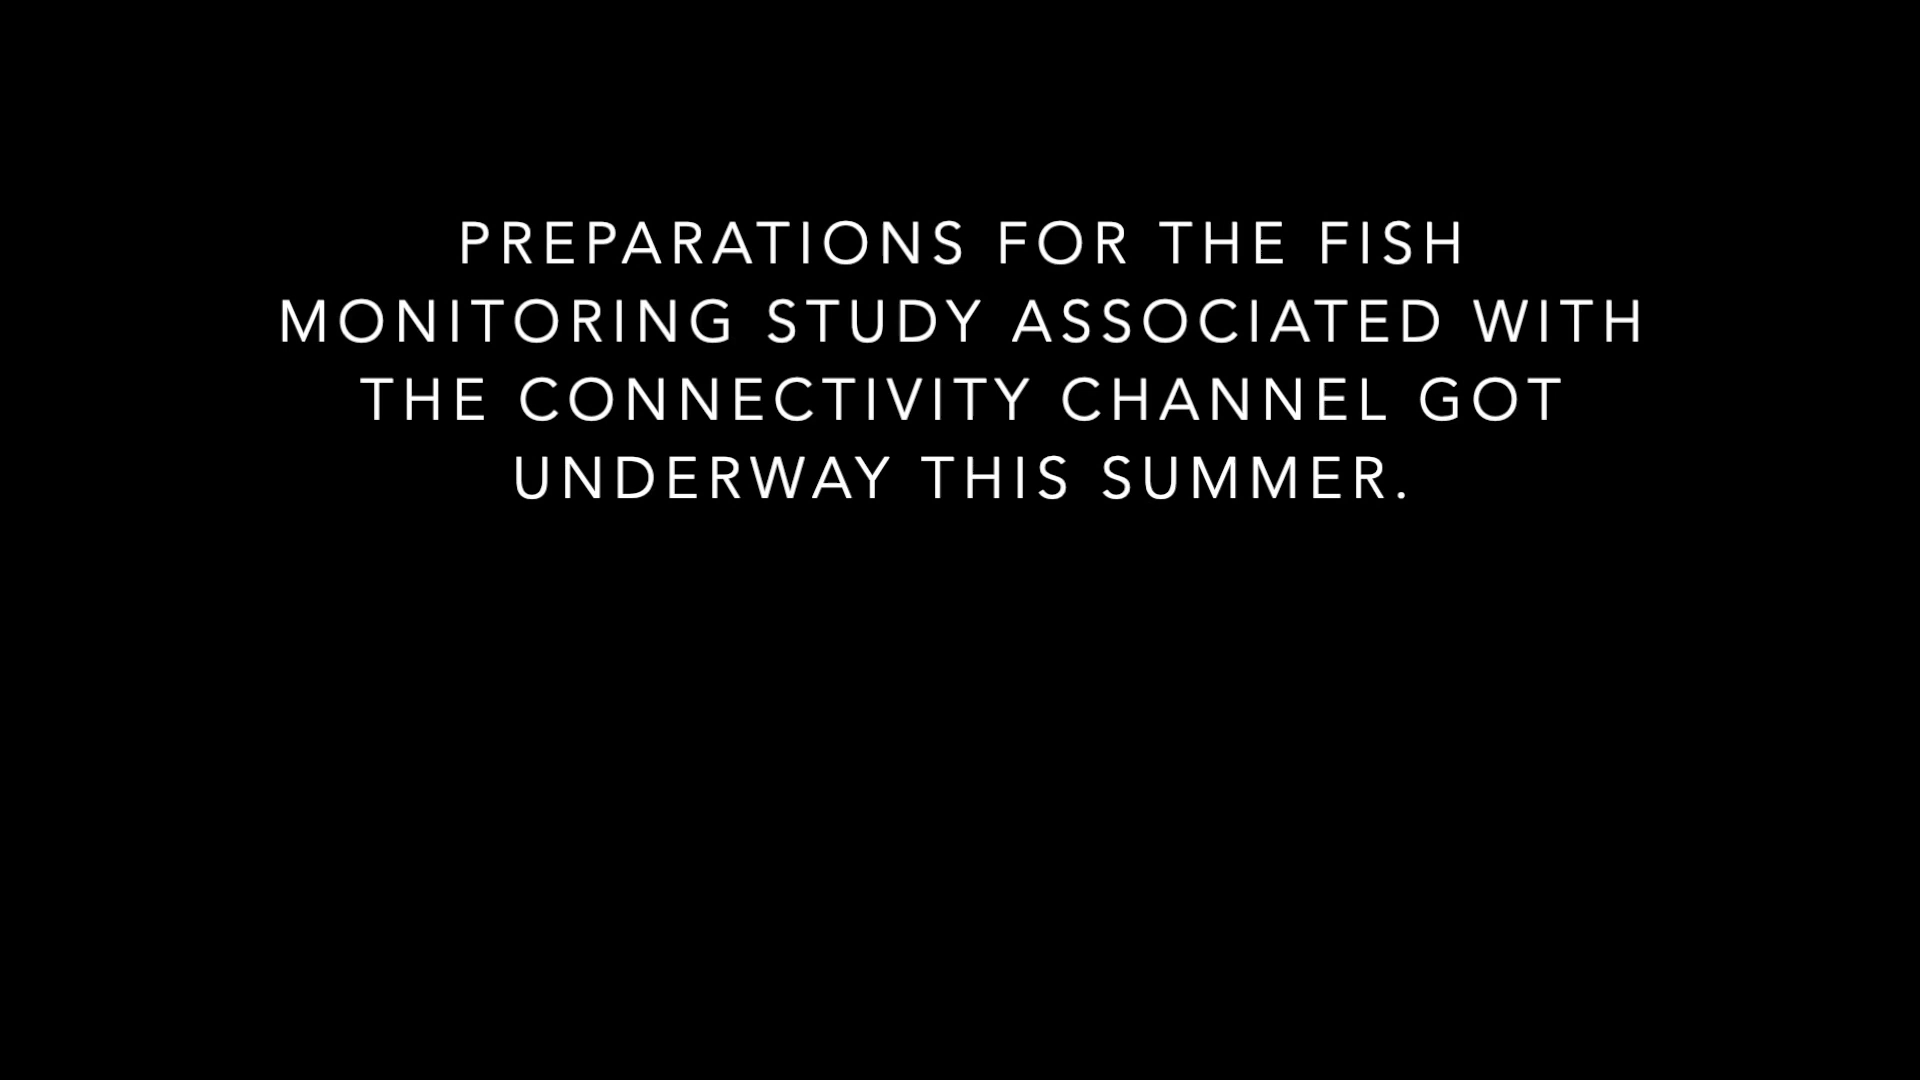 PREPARATIONS FOR THE FISH
MONITORING STUDY ASSOCIATED WITH
THE CONNECTIVITY CHANNEL GOT
UNDERWAY THIS SUMMER.